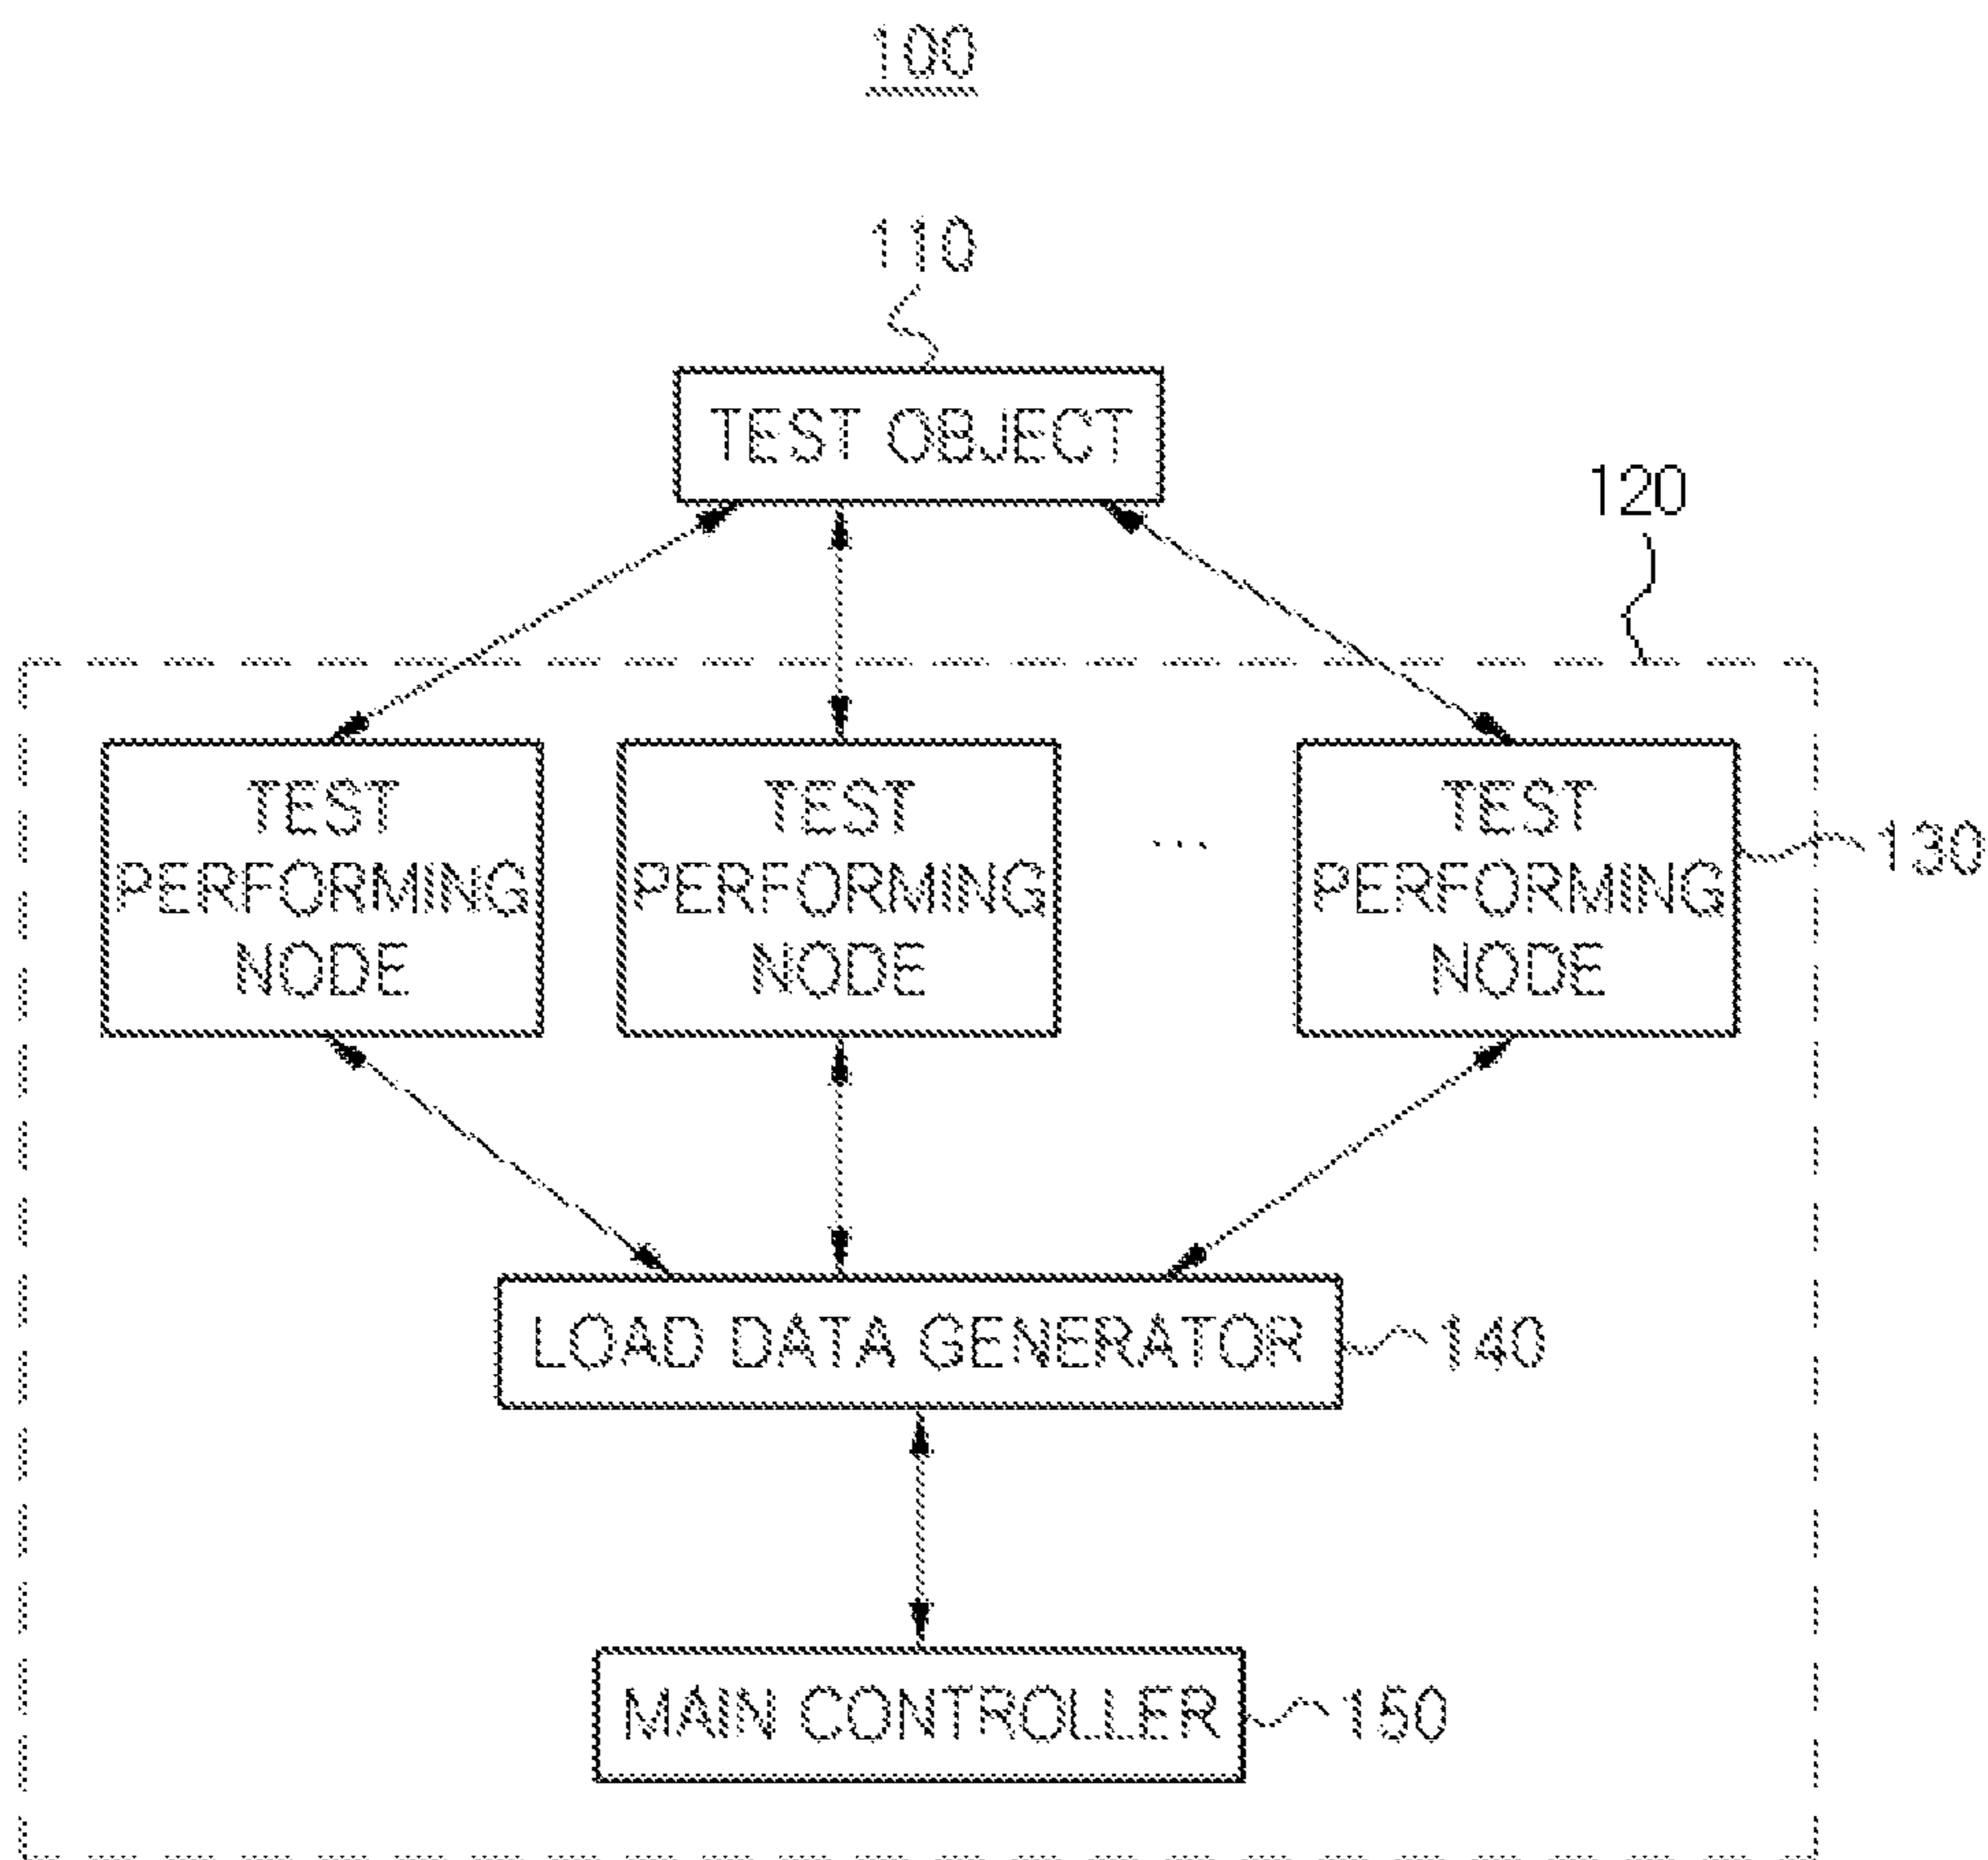 100
110
TEST OBJECT
120
TEST
PERFORMING
NODE
TEST
PERFORMING
NODE
...
TEST
PERFORMING
NODE
130
LOAD DATA GENERATOR
140
MAIN CONTROLLER
150